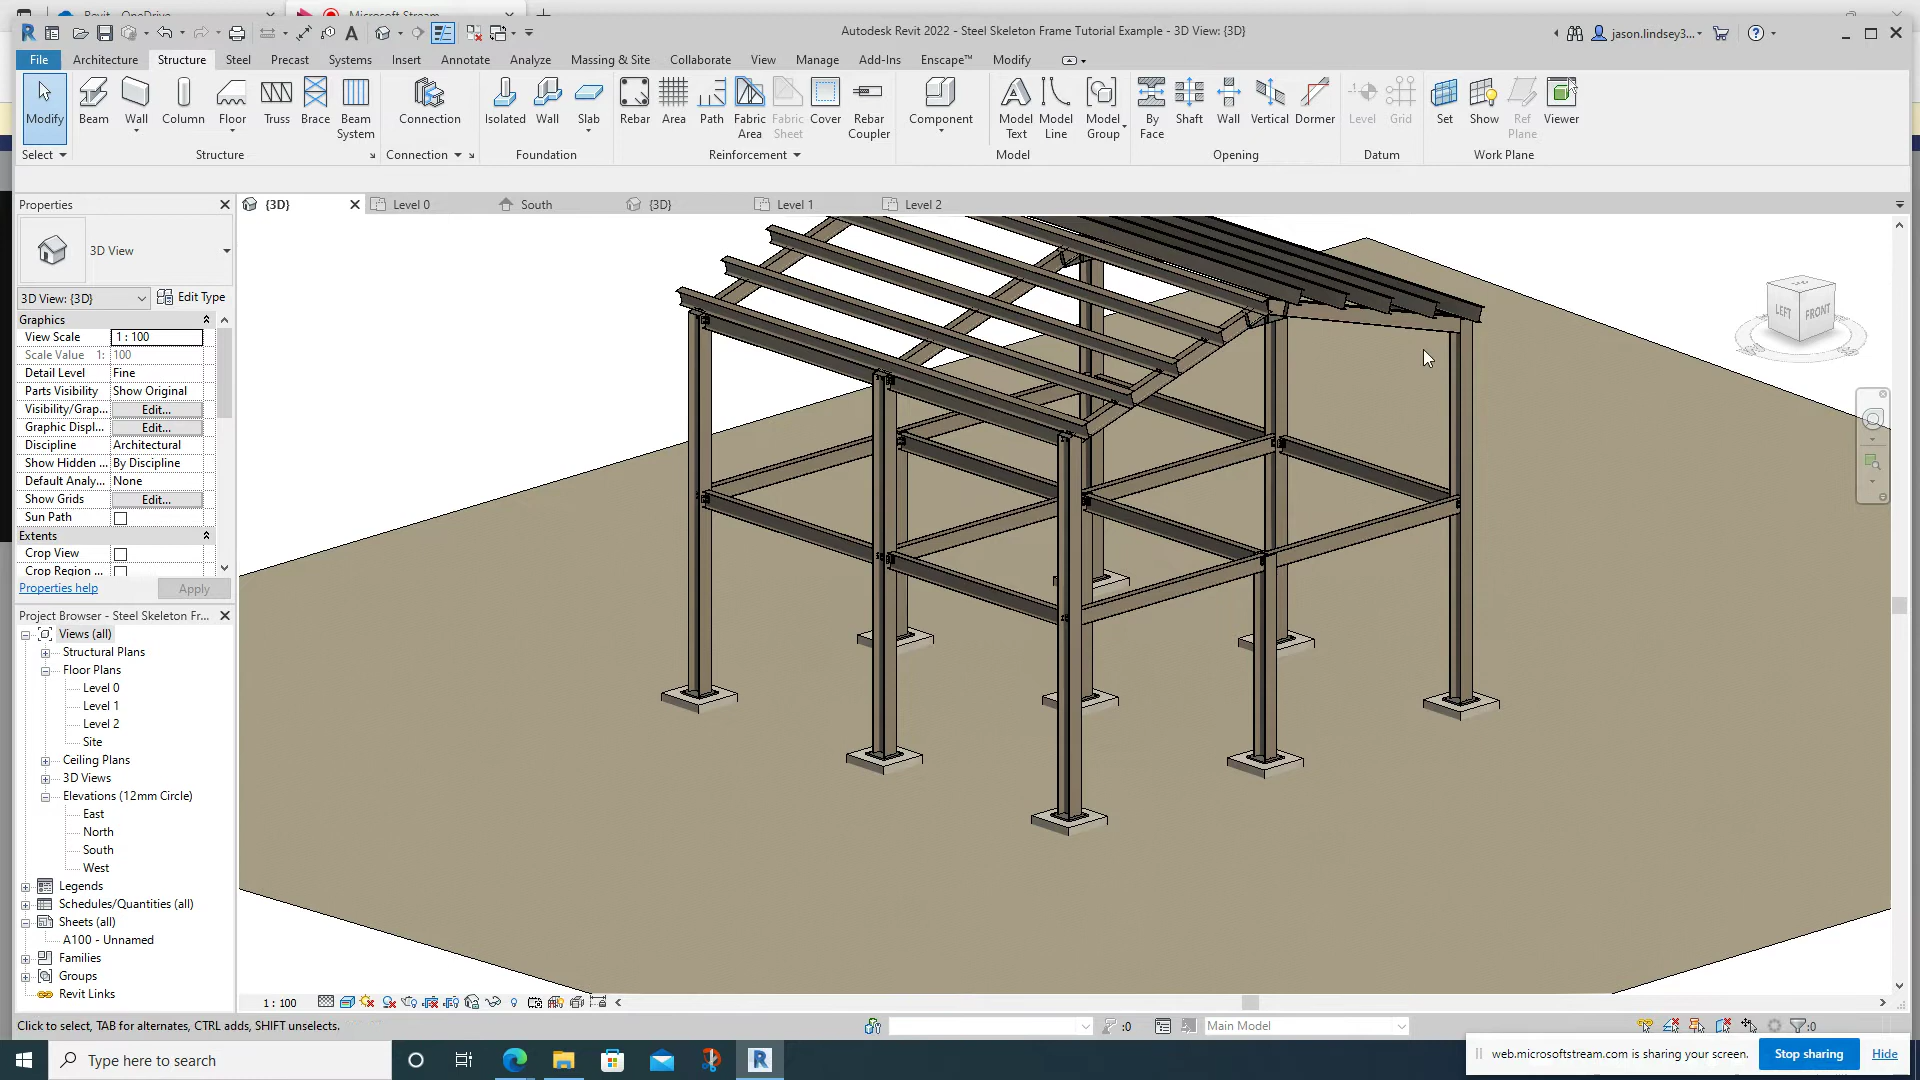 Revit - OneDrive
Microsoft Stream
Autodesk Revit 2022 - Steel Skeleton Frame Tutorial Example - 3D View: {3D}
jason.lindsey3...
File Architecture Structure Steel Precast Systems Insert Annotate Analyze Massing & Site Collaborate View Manage Add-Ins Enscape™ Modify
Modify Beam Wall Column Floor Truss Brace Beam System Connection Isolated Wall Slab Rebar Area Path Fabric Area Fabric Sheet Cover Rebar Coupler Component Model Text Model Line Model Group By Face Shaft Wall Vertical Dormer Level Grid Set Show Ref Plane Viewer
Select Structure Connection Foundation Reinforcement Model Opening Datum Work Plane
Properties
{3D} Level 0 South {3D} Level 1 Level 2
3D View
3D View: {3D} Edit Type
Graphics
View Scale 1 : 100
Scale Value 1: 100
Detail Level Fine
Parts Visibility Show Original
Visibility/Grap... Edit...
Graphic Displ... Edit...
Discipline Architectural
Show Hidden ... By Discipline
Default Analy... None
Show Grids Edit...
Sun Path
Extents
Crop View
Crop Region ...
Properties help Apply
Project Browser - Steel Skeleton Fr...
Views (all)
Structural Plans
Floor Plans
Level 0
Level 1
Level 2
Site
Ceiling Plans
3D Views
Elevations (12mm Circle)
East
North
South
West
Legends
Schedules/Quantities (all)
Sheets (all)
A100 - Unnamed
Families
Groups
Revit Links
LEFT FRONT
1 : 100
Click to select, TAB for alternates, CTRL adds, SHIFT unselects.
:0
Main Model
:0
Type here to search
web.microsoftstream.com is sharing your screen. Stop sharing Hide